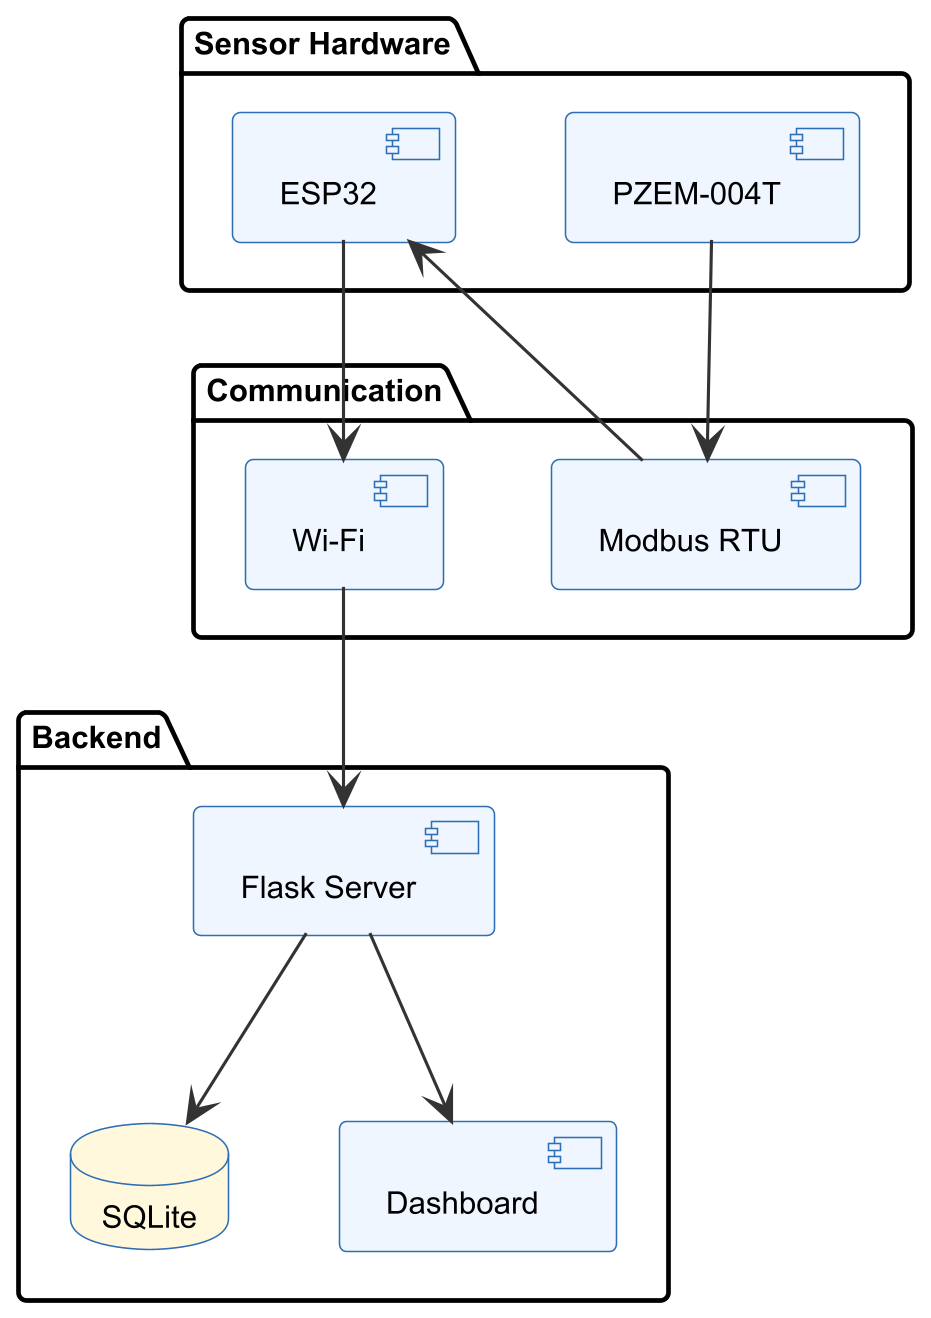 Sensor Hardware
ESP32
PZEM-004T
Communication
Wi-Fi
Modbus RTU
Backend
Flask Server
SQLite
Dashboard